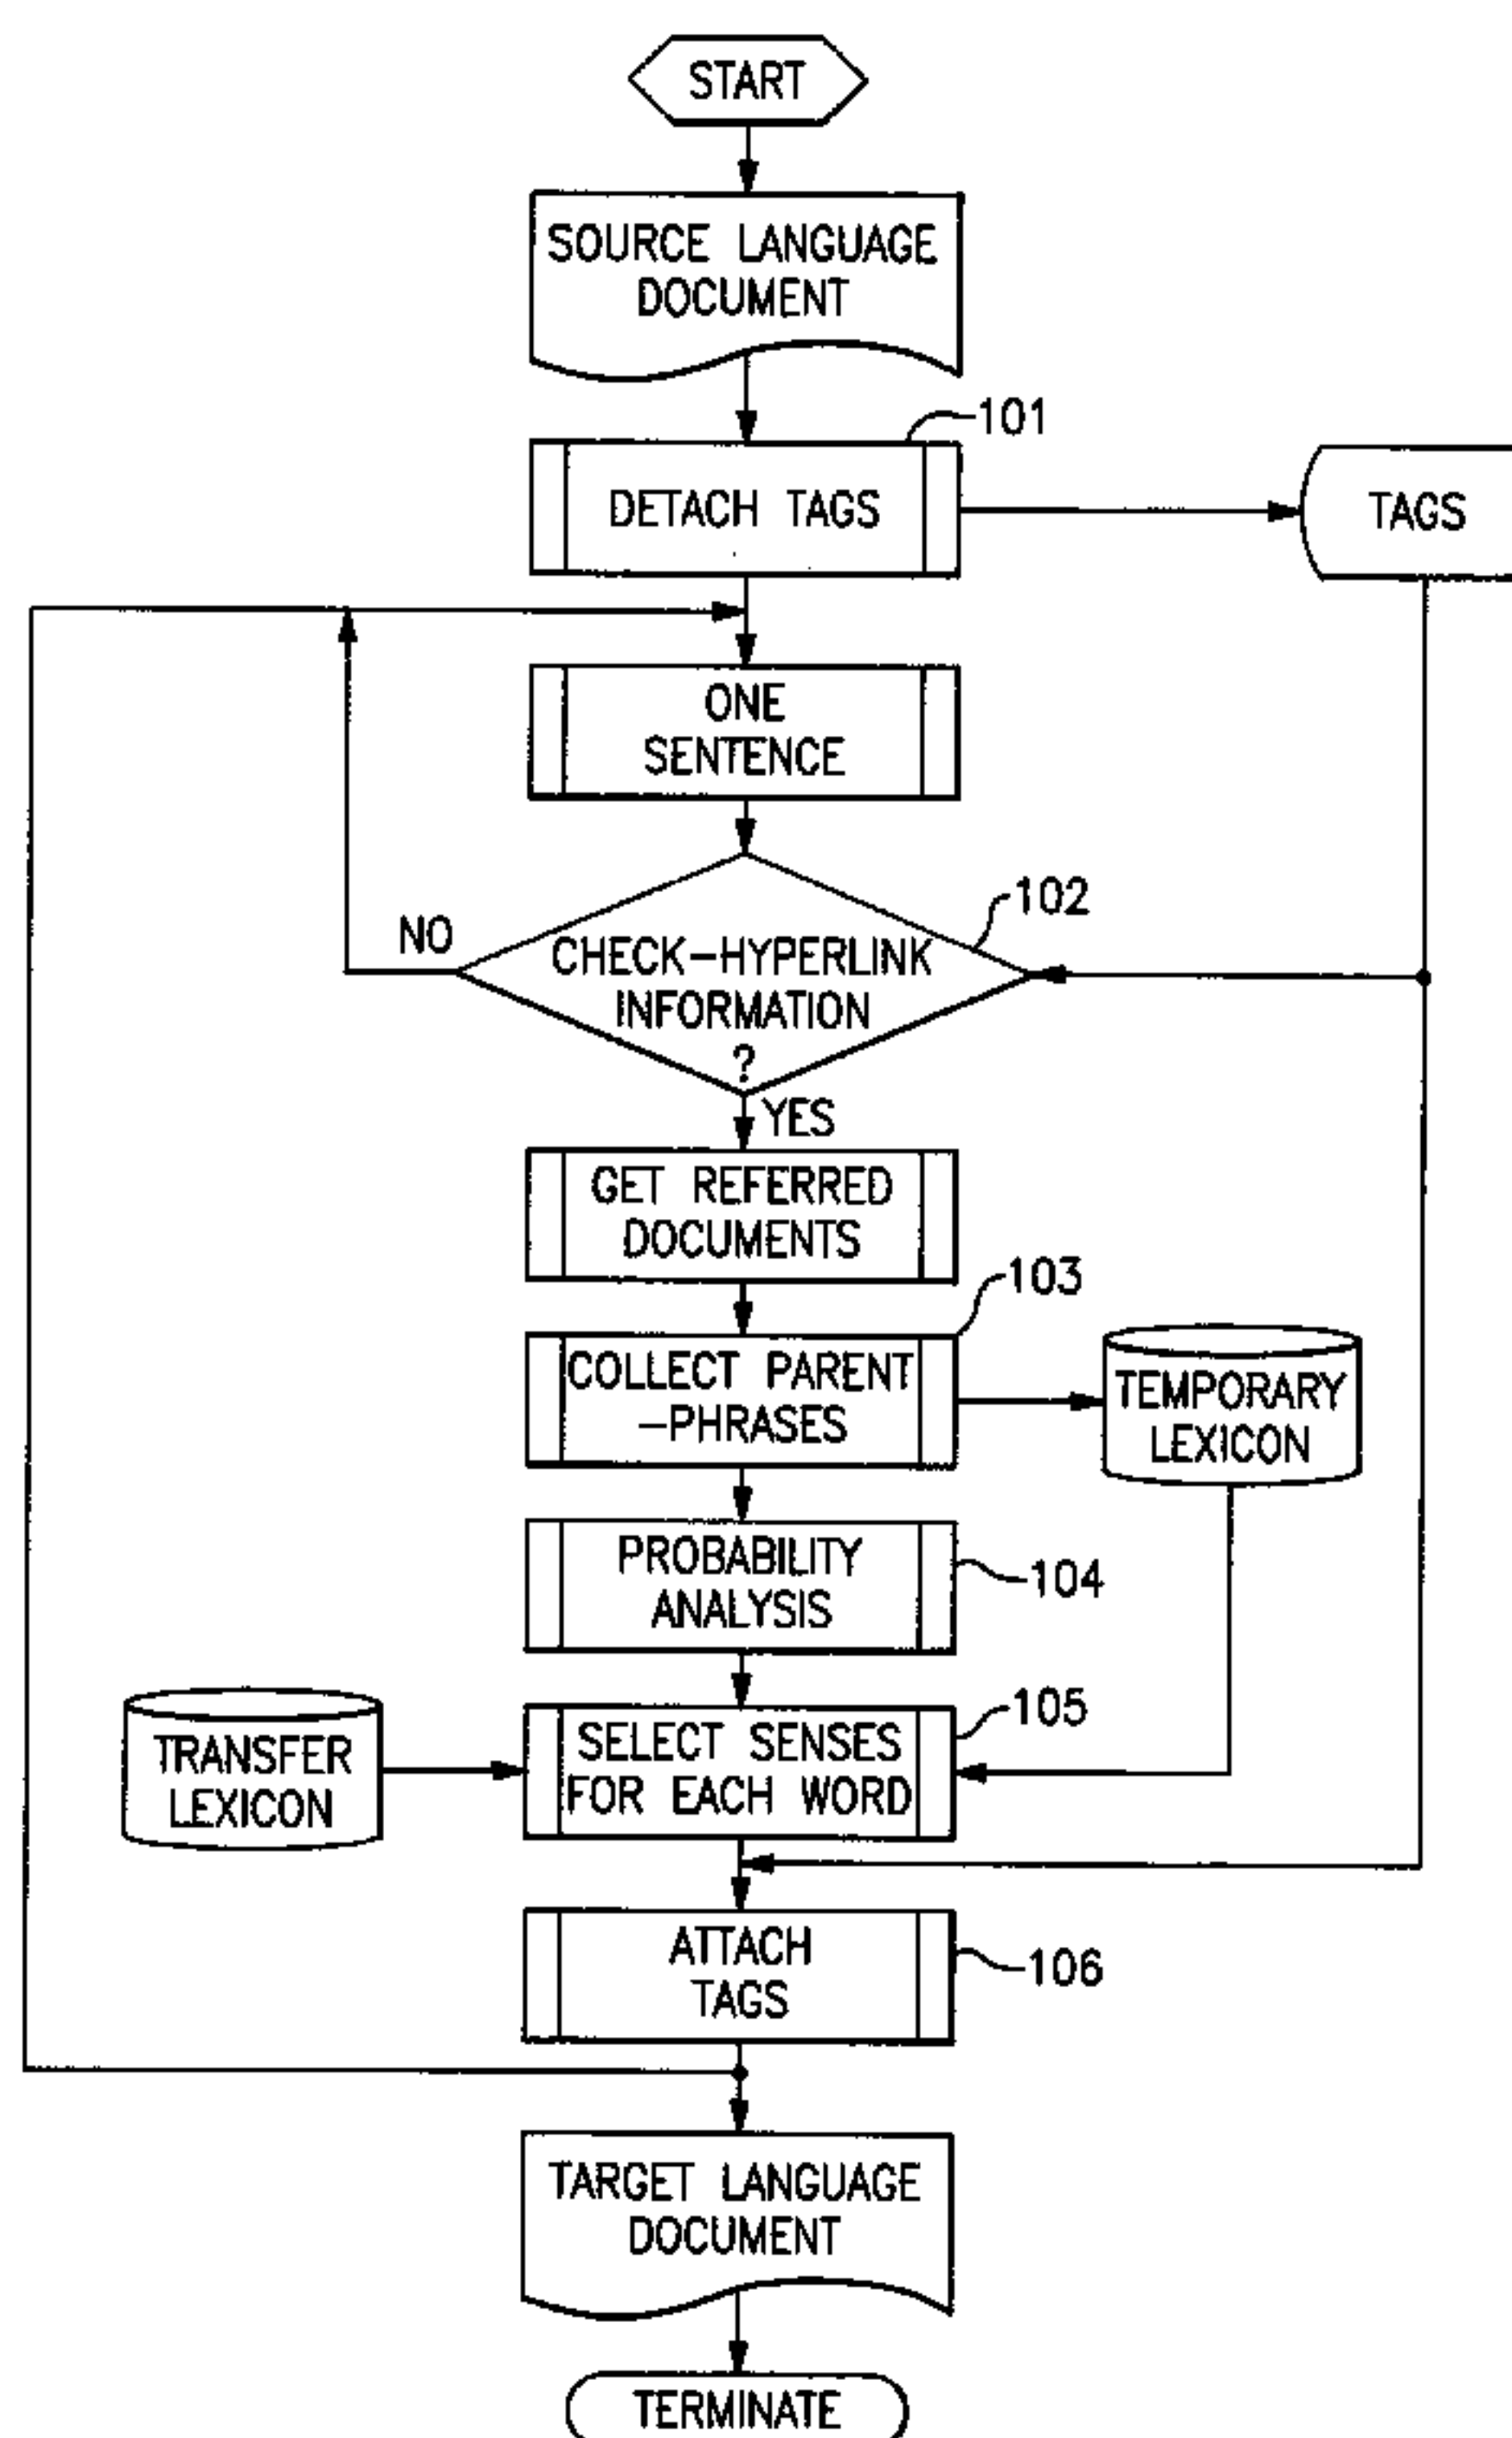 START
SOURCE LANGUAGE
DOCUMENT
101
DETACH TAGS
TAGS
ONE
SENTENCE
102
NO
CHECK-HYPERLINK
INFORMATION
?
YES
GET REFERRED
DOCUMENTS
103
COLLECT PARENT
-PHRASES
TEMPORARY
LEXICON
PROBABILITY
ANALYSIS
104
105
SELECT SENSES
FOR EACH WORD
TRANSFER
LEXICON
ATTACH
TAGS
106
TARGET LANGUAGE
DOCUMENT
TERMINATE